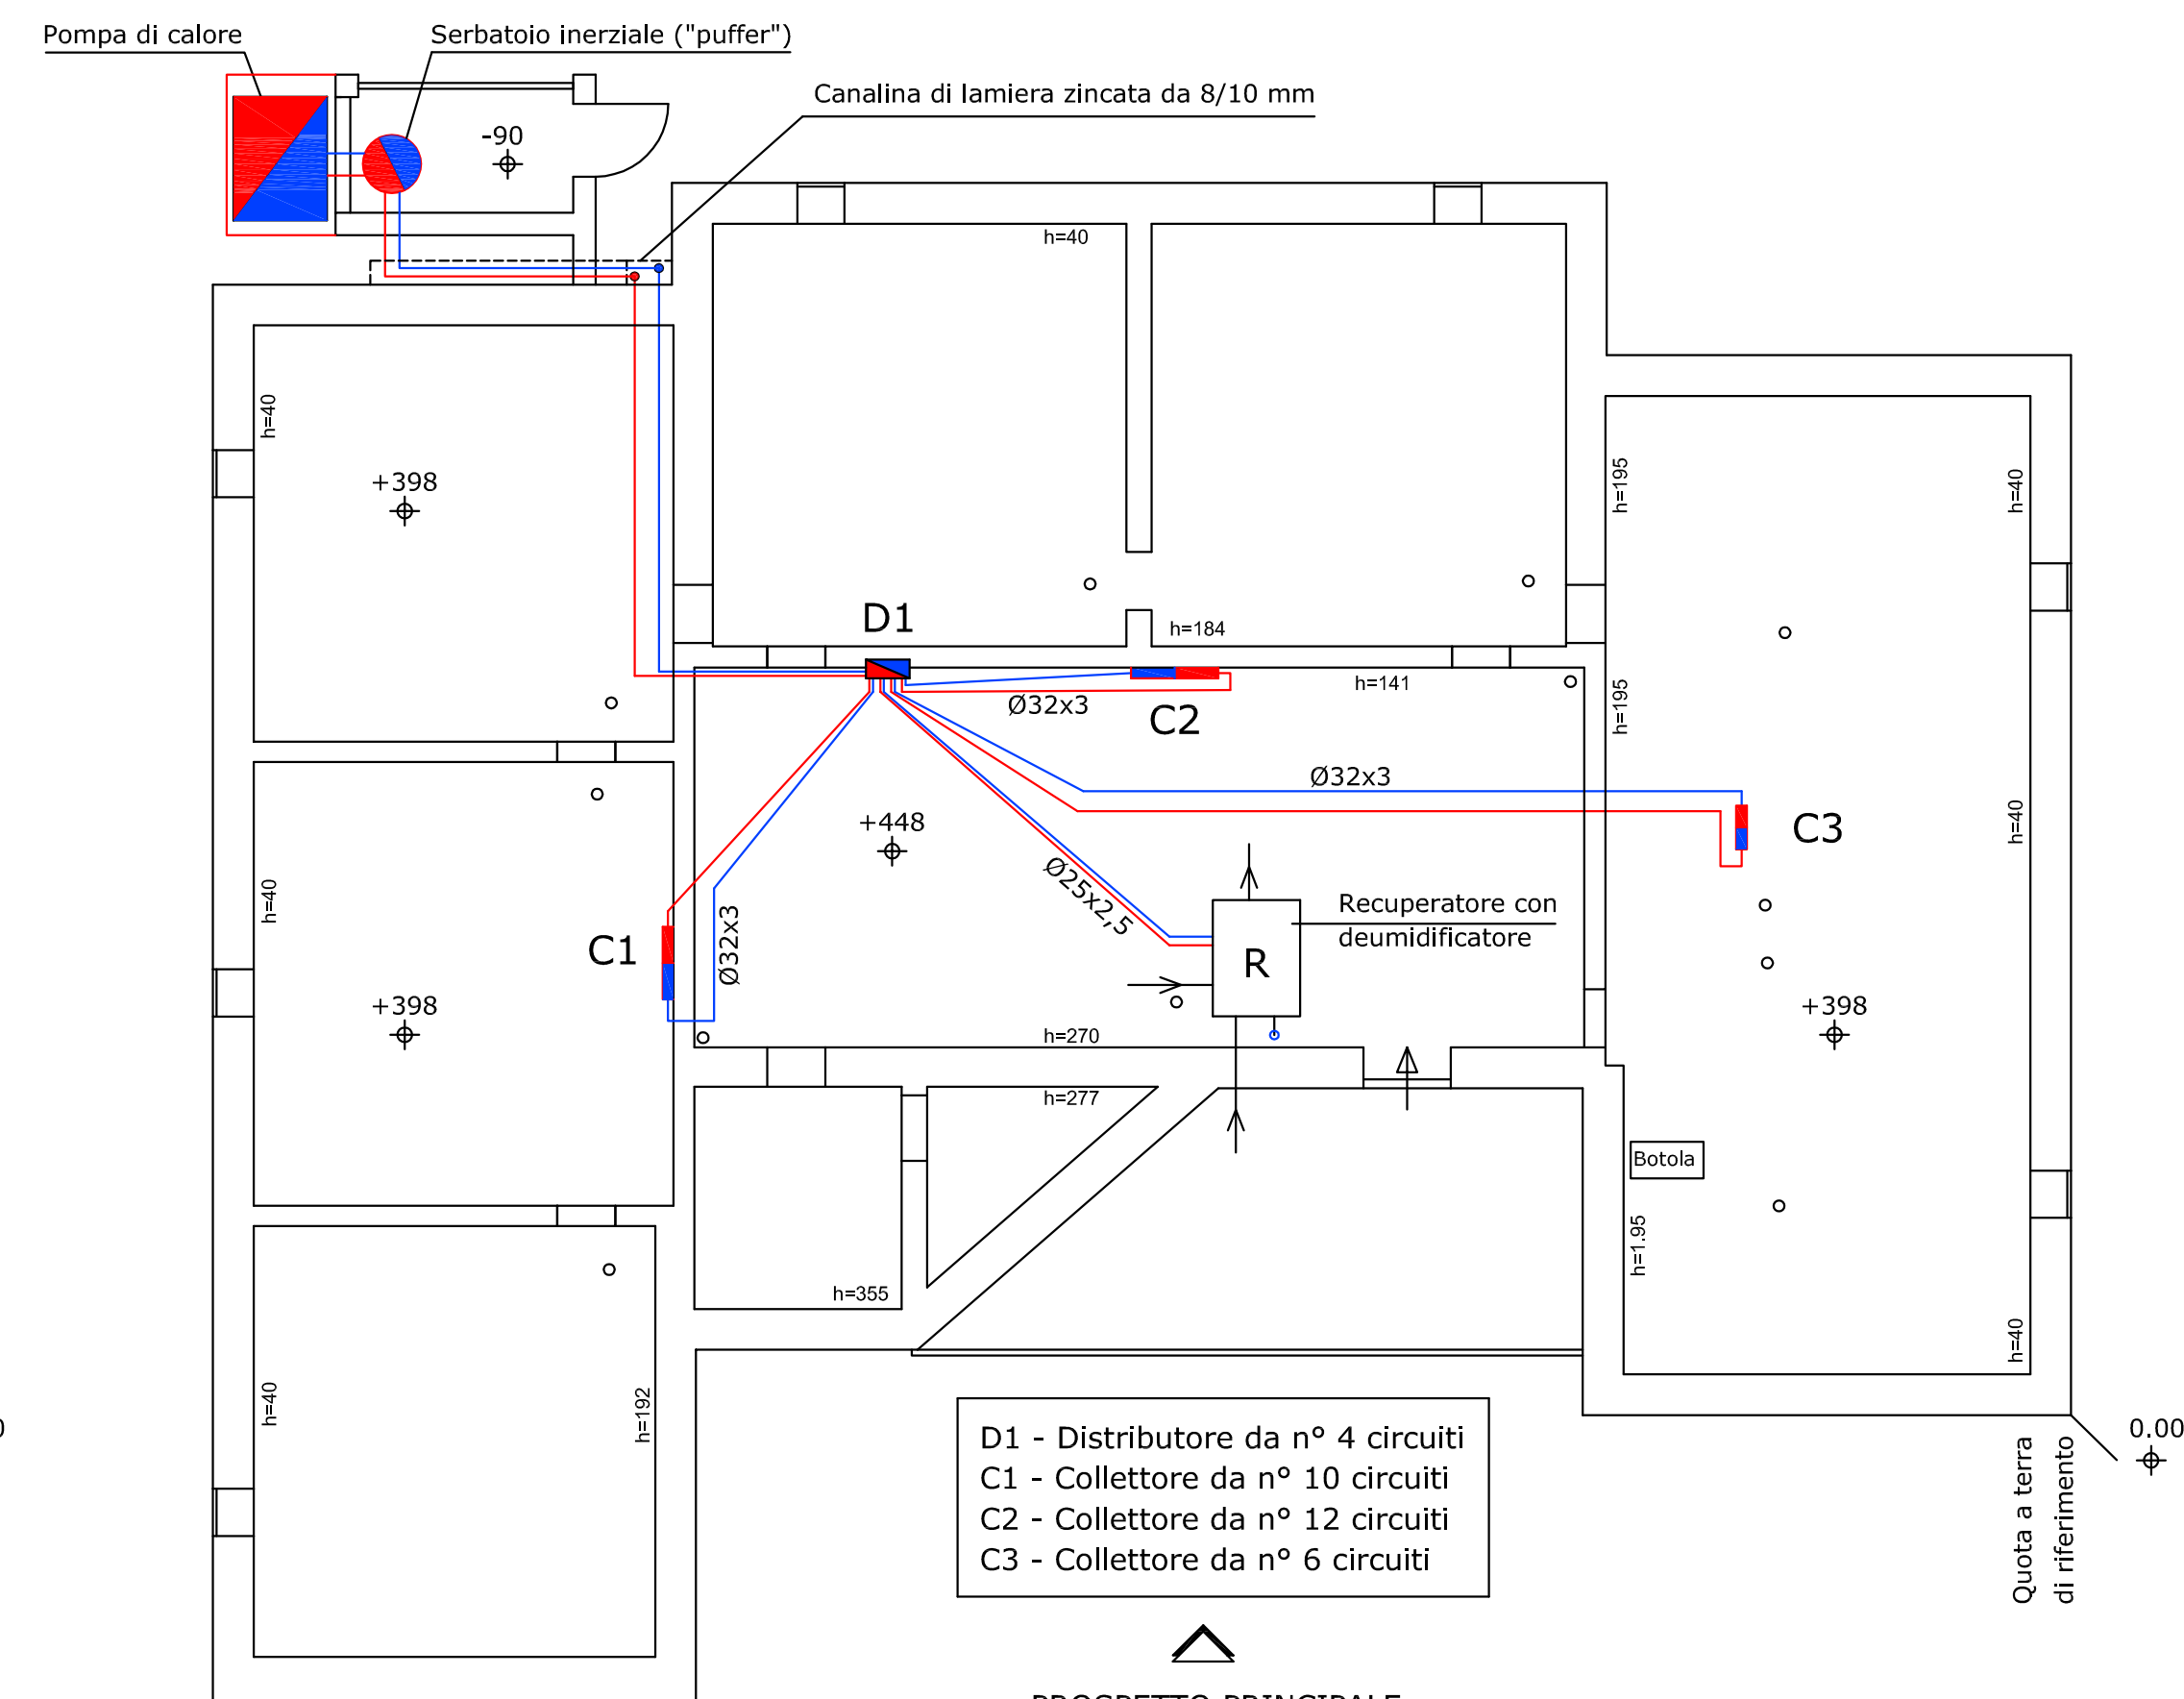 Pompa di calore
Serbatoio inerziale ("puffer")
Canalina di lamiera zincata da 8/10 mm
-90
h=40
h=40
+398
h=195
h=40
D1
h=184
h=141
Ø32x3
C2
h=195
Ø32x3
+448
C3
h=40
Ø25x2,5
h=40
Recuperatore con
deumidificatore
R
C1
Ø32x3
+398
+398
h=270
h=277
Botola
h=355
h=1.95
h=40
h=40
h=192
D1 - Distributore da n° 4 circuiti
C1 - Collettore da n° 10 circuiti
C2 - Collettore da n° 12 circuiti
C3 - Collettore da n° 6 circuiti
0.00
Quota a terra
di riferimento
PROSPETTO PRINCIPALE